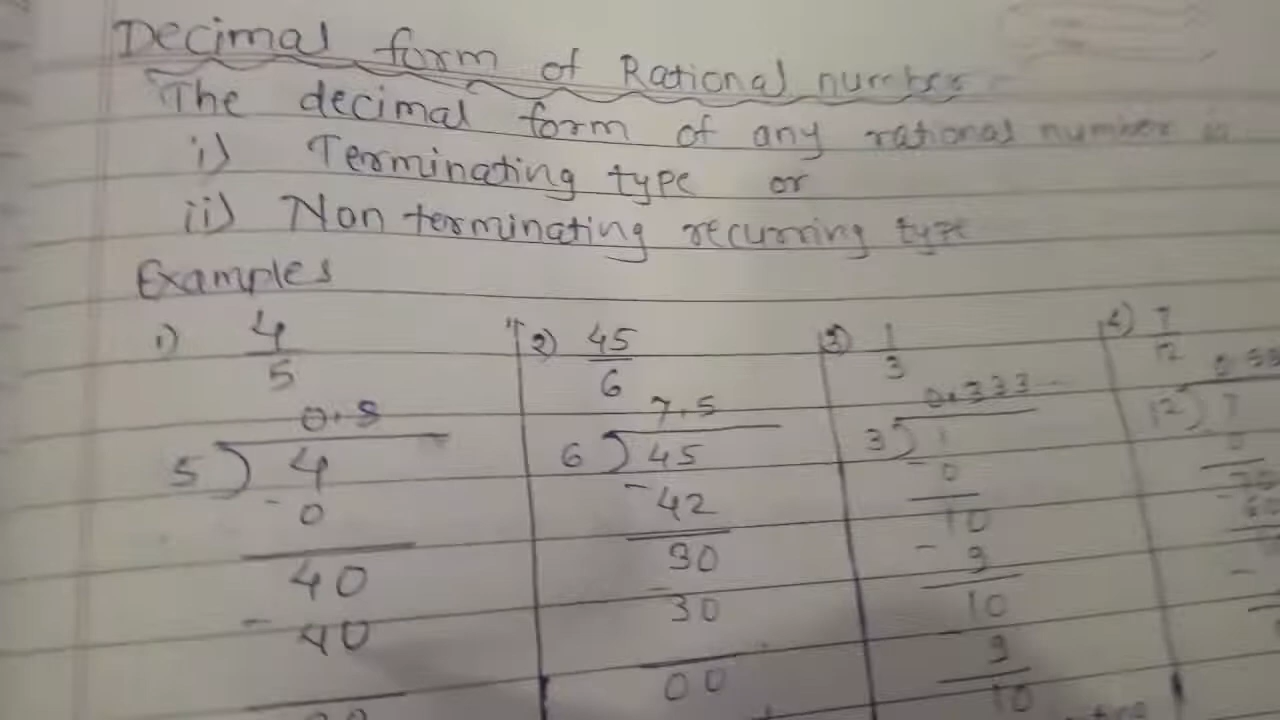 Decimal form of Rational number
The decimal form of any rational number is
i) Terminating type or
ii) Non terminating recurring type
Examples
1) 4/5
0.8
5 ) 4
- 0
40
- 40
2) 45/6
7.5
6 ) 45
- 42
30
- 30
00
3) 1/3
0.333...
3 ) 1
- 0
10
- 9
10
9
10
4) 7/12
12 ) 7